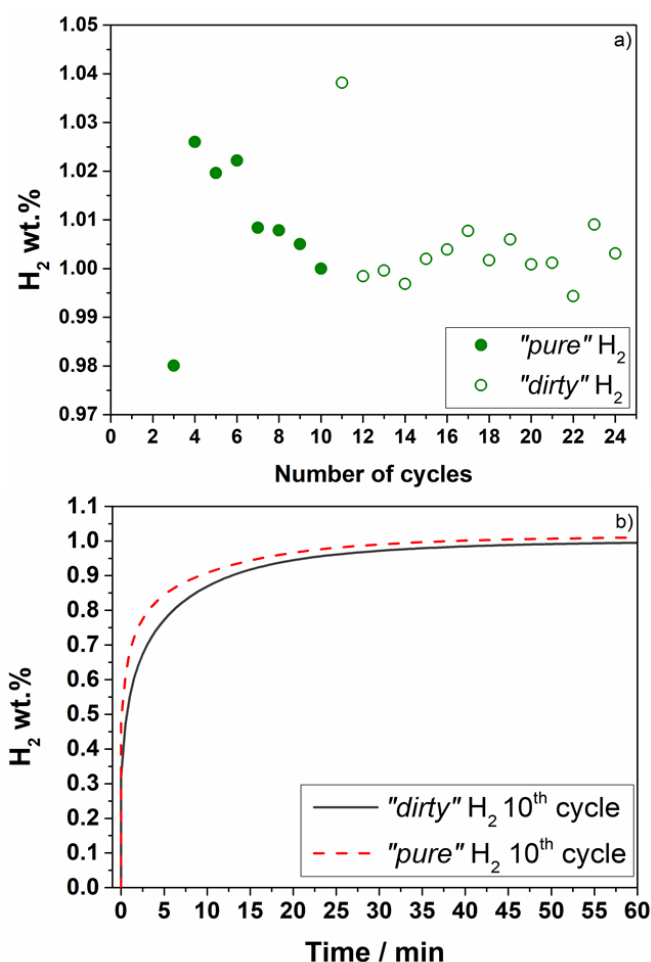 a)
1.05
1.04
1.03
1.02
1.01
1.00
0.99
0.98
0.97
H₂ wt.%
"pure" H₂
"dirty" H₂
0 2 4 6 8 10 12 14 16 18 20 22 24
Number of cycles
b)
1.1
1.0
0.9
0.8
0.7
0.6
0.5
0.4
0.3
0.2
0.1
0.0
H₂ wt.%
"dirty" H₂ 10ᵗʰ cycle
"pure" H₂ 10ᵗʰ cycle
0 5 10 15 20 25 30 35 40 45 50 55 60
Time / min